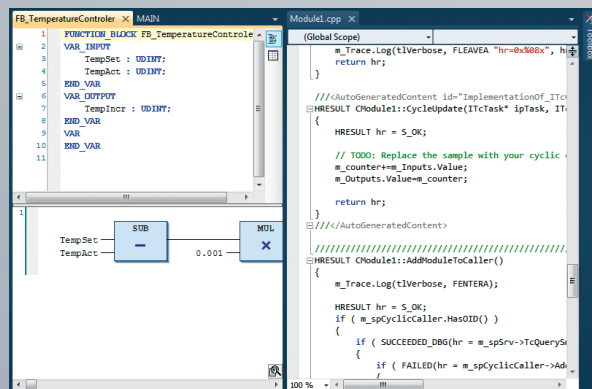 FB_TemperatureControler × MAIN
1 FUNCTION_BLOCK FB_TemperatureControle
2 VAR_INPUT
3 TempSet : UDINT;
4 TempAct : UDINT;
5 END_VAR
6 VAR_OUTPUT
7 TempIncr : UDINT;
8 END_VAR
9 VAR
10 END_VAR
11
1
SUB
MUL
TempSet
TempAct
0.001
Module1.cpp ×
(Global Scope)
m_Trace.Log(tlVerbose, FLEAVEA "hr=0x%08x", h
return hr;
}
///<AutoGeneratedContent id="ImplementationOf_ITc
HRESULT CModule1::CycleUpdate(ITcTask* ipTask, ITc
{
HRESULT hr = S_OK;
// TODO: Replace the sample with your cyclic
m_counter+=m_Inputs.Value;
m_Outputs.Value=m_counter;
return hr;
}
///</AutoGeneratedContent>
///////////////////////////////////////////////////
HRESULT CModule1::AddModuleToCaller()
{
m_Trace.Log(tlVerbose, FENTERA);
HRESULT hr = S_OK;
if ( m_spCyclicCaller.HasOID() )
{
if ( SUCCEEDED_DBG(hr = m_spSrv->TcQuerySm
{
if ( FAILED(hr = m_spCyclicCaller->Add
{
100 %
Toolbox